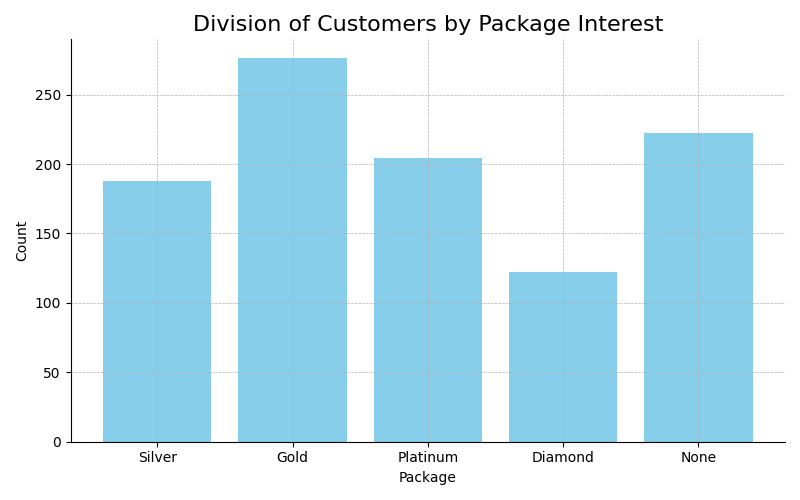 Division of Customers by Package Interest
Count
250
200
150
100
50
0
Silver Gold Platinum Diamond None
Package